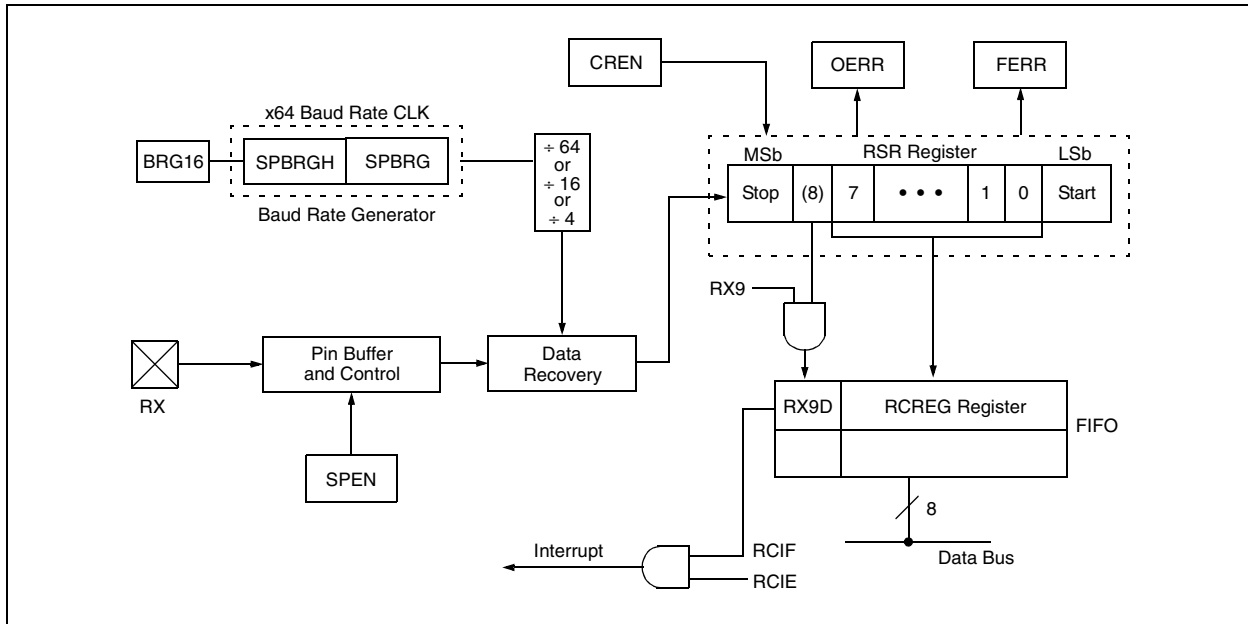 CREN
OERR
FERR
x64 Baud Rate CLK
BRG16
SPBRGH
SPBRG
Baud Rate Generator
÷ 64
or
÷ 16
or
÷ 4
MSb
RSR Register
LSb
Stop
(8)
7
• • •
1
0
Start
RX9
RX
Pin Buffer
and Control
Data
Recovery
SPEN
RX9D
RCREG Register
FIFO
8
Data Bus
Interrupt
RCIF
RCIE